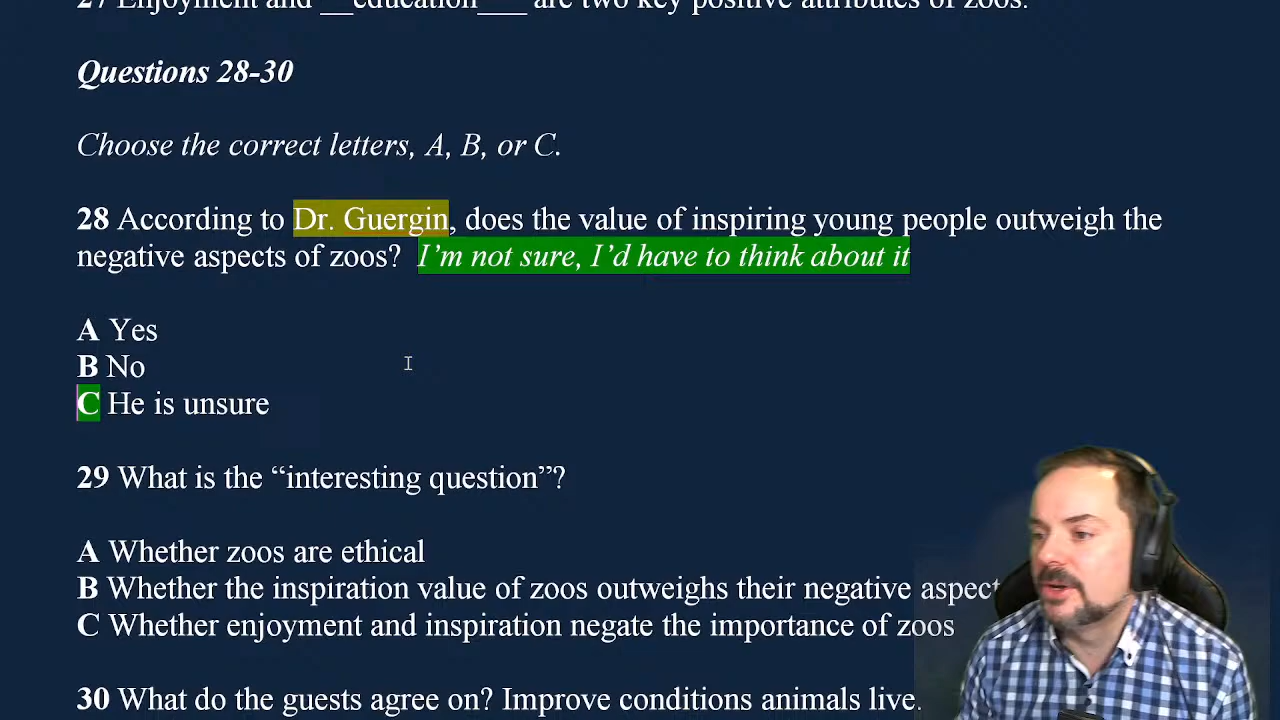 27 Enjoyment and __education___ are two key positive attributes of zoos.
Questions 28-30
Choose the correct letters, A, B, or C.
28 According to Dr. Guergin, does the value of inspiring young people outweigh the
negative aspects of zoos? I’m not sure, I’d have to think about it
A Yes
B No
C He is unsure
29 What is the “interesting question”?
A Whether zoos are ethical
B Whether the inspiration value of zoos outweighs their negative aspect
C Whether enjoyment and inspiration negate the importance of zoos
30 What do the guests agree on? Improve conditions animals live.